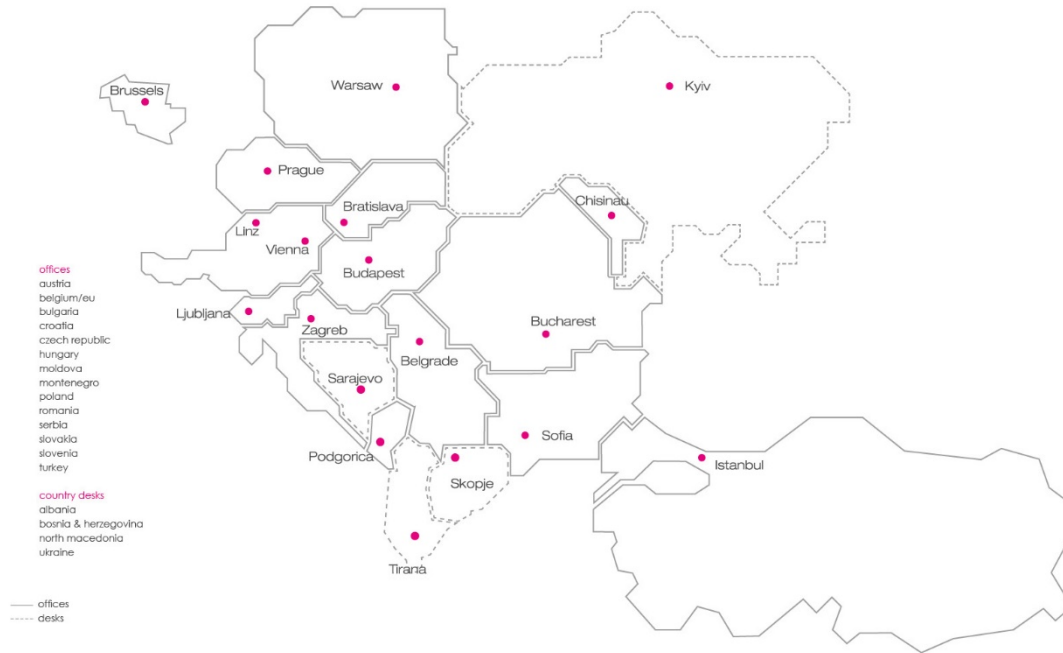 Warsaw
Kyiv
Brussels
Prague
Chisinau
Bratislava
Linz
Vienna
Budapest
Ljubljana
Zagreb
Bucharest
Belgrade
Sarajevo
Sofia
Podgorica
Istanbul
Skopje
Tirana
offices
austria
belgium/eu
bulgaria
croatia
czech republic
hungary
moldova
montenegro
poland
romania
serbia
slovakia
slovenia
turkey
country desks
albania
bosnia & herzegovina
north macedonia
ukraine
offices
desks